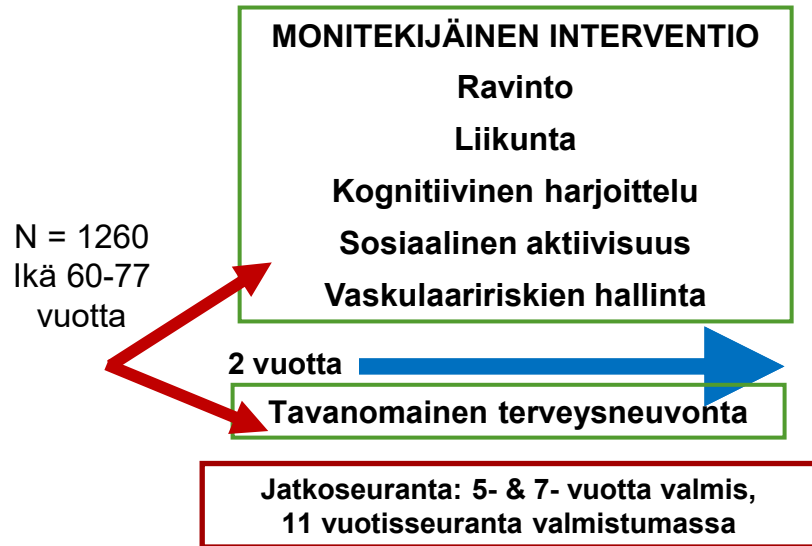 MONITEKIJÄINEN INTERVENTIO
Ravinto
Liikunta
Kognitiivinen harjoittelu
Sosiaalinen aktiivisuus
Vaskulaaririskien hallinta
N = 1260
Ikä 60-77
vuotta
2 vuotta
Tavanomainen terveysneuvonta
Jatkoseuranta: 5- & 7- vuotta valmis,
11 vuotisseuranta valmistumassa